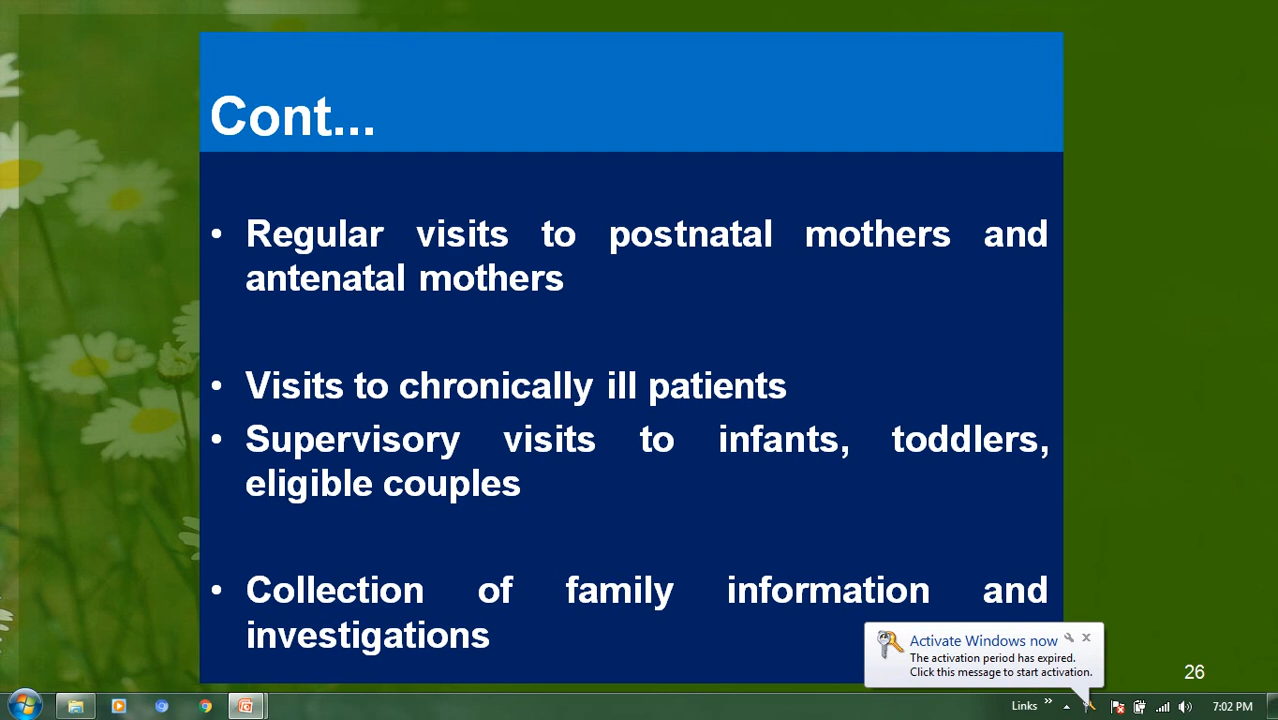 Cont...
• Regular visits to postnatal mothers and
antenatal mothers
• Visits to chronically ill patients
• Supervisory visits to infants, toddlers,
eligible couples
• Collection of family information and
investigations
Activate Windows now
The activation period has expired.
Click this message to start activation.
26
Links
7:02 PM